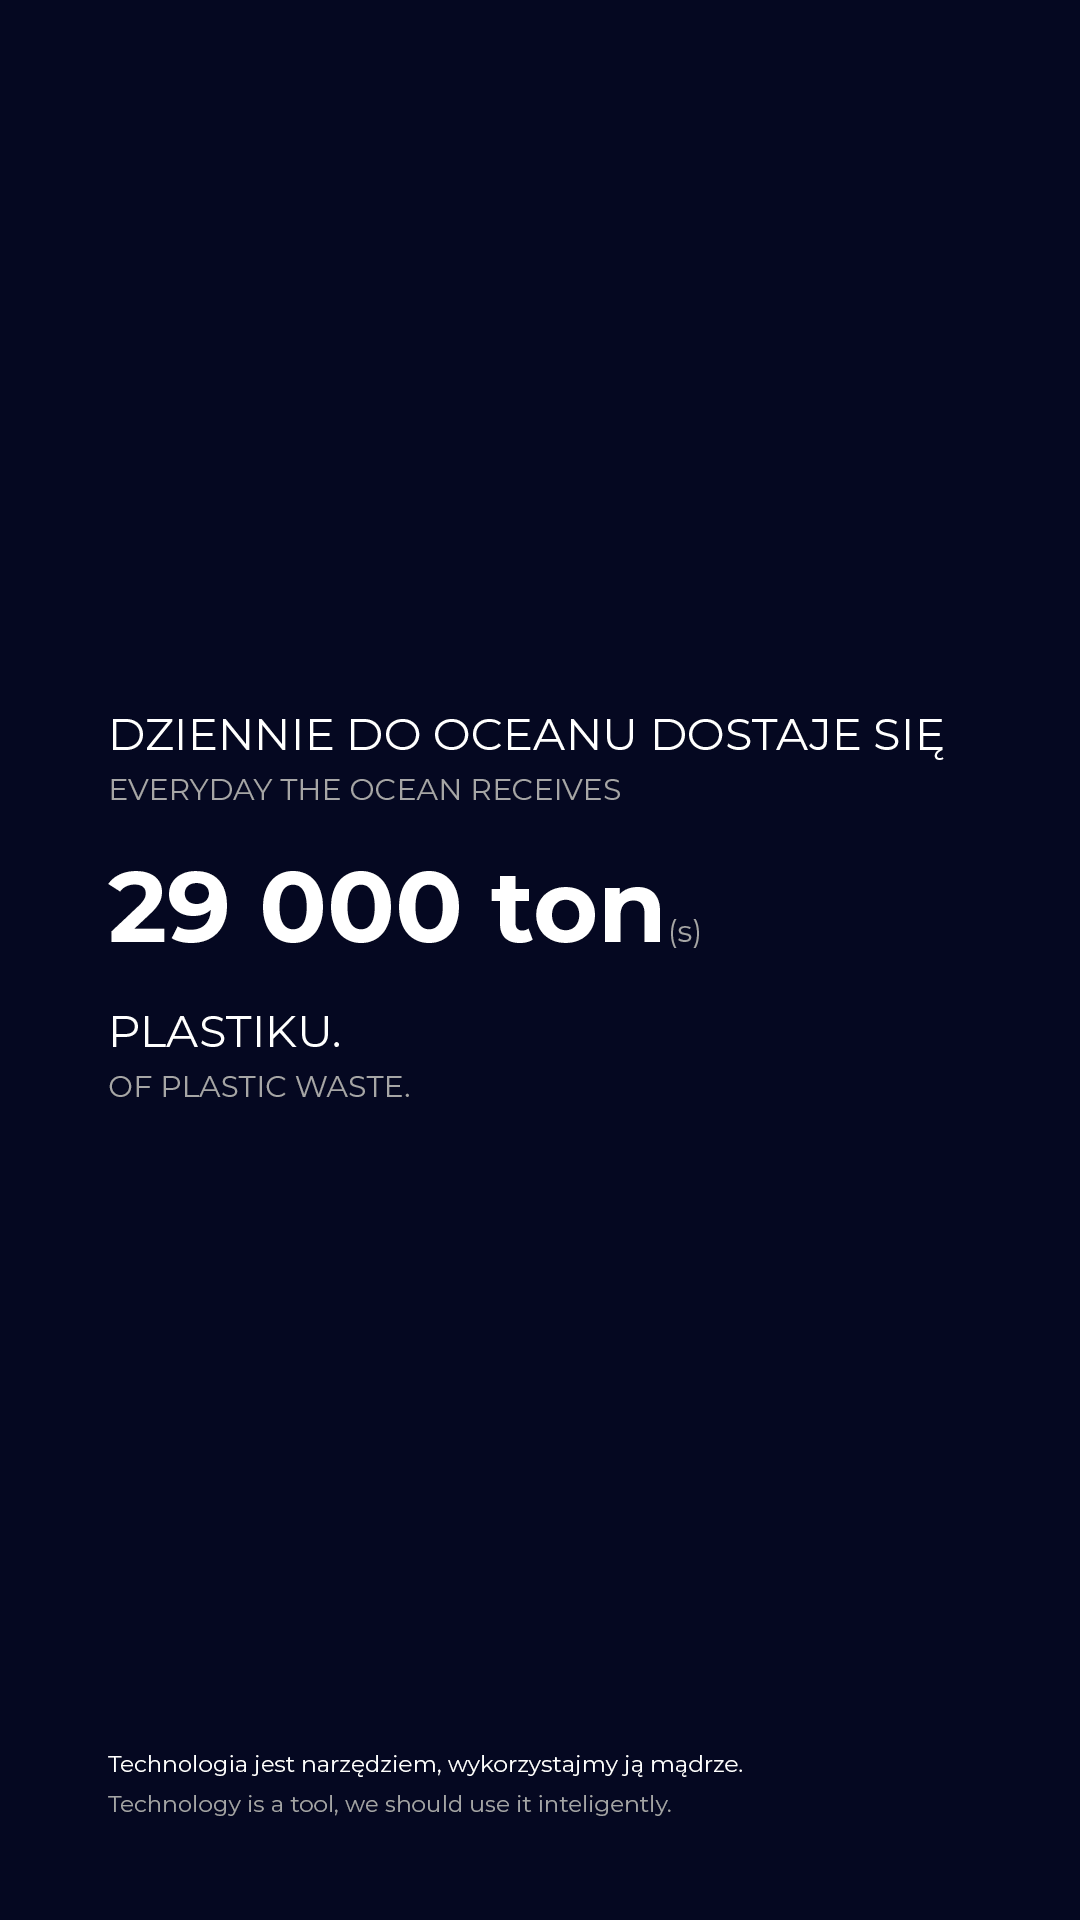 DZIENNIE DO OCEANU DOSTAJE SIĘ
EVERYDAY THE OCEAN RECEIVES
29 000 ton(s)
PLASTIKU.
OF PLASTIC WASTE.
Technologia jest narzędziem, wykorzystajmy ją mądrze.
Technology is a tool, we should use it inteligently.